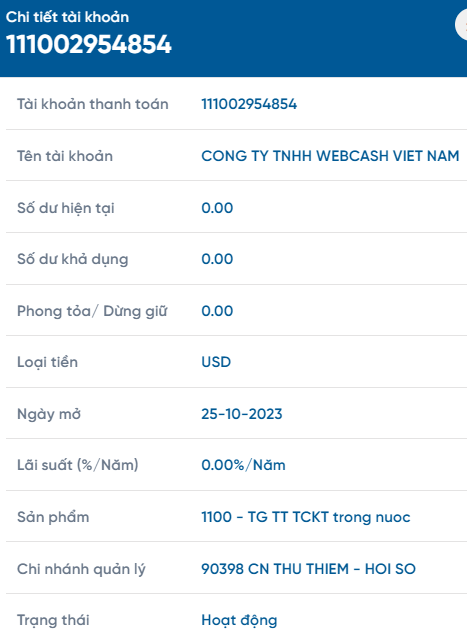 Chi tiết tài khoản
111002954854
Tài khoản thanh toán 111002954854
Tên tài khoản CONG TY TNHH WEBCASH VIET NAM
Số dư hiện tại 0.00
Số dư khả dụng 0.00
Phong tỏa/ Dừng giữ 0.00
Loại tiền USD
Ngày mở 25-10-2023
Lãi suất (%/Năm) 0.00%/Năm
Sản phẩm 1100 - TG TT TCKT trong nuoc
Chi nhánh quản lý 90398 CN THU THIEM - HOI SO
Trạng thái Hoạt động